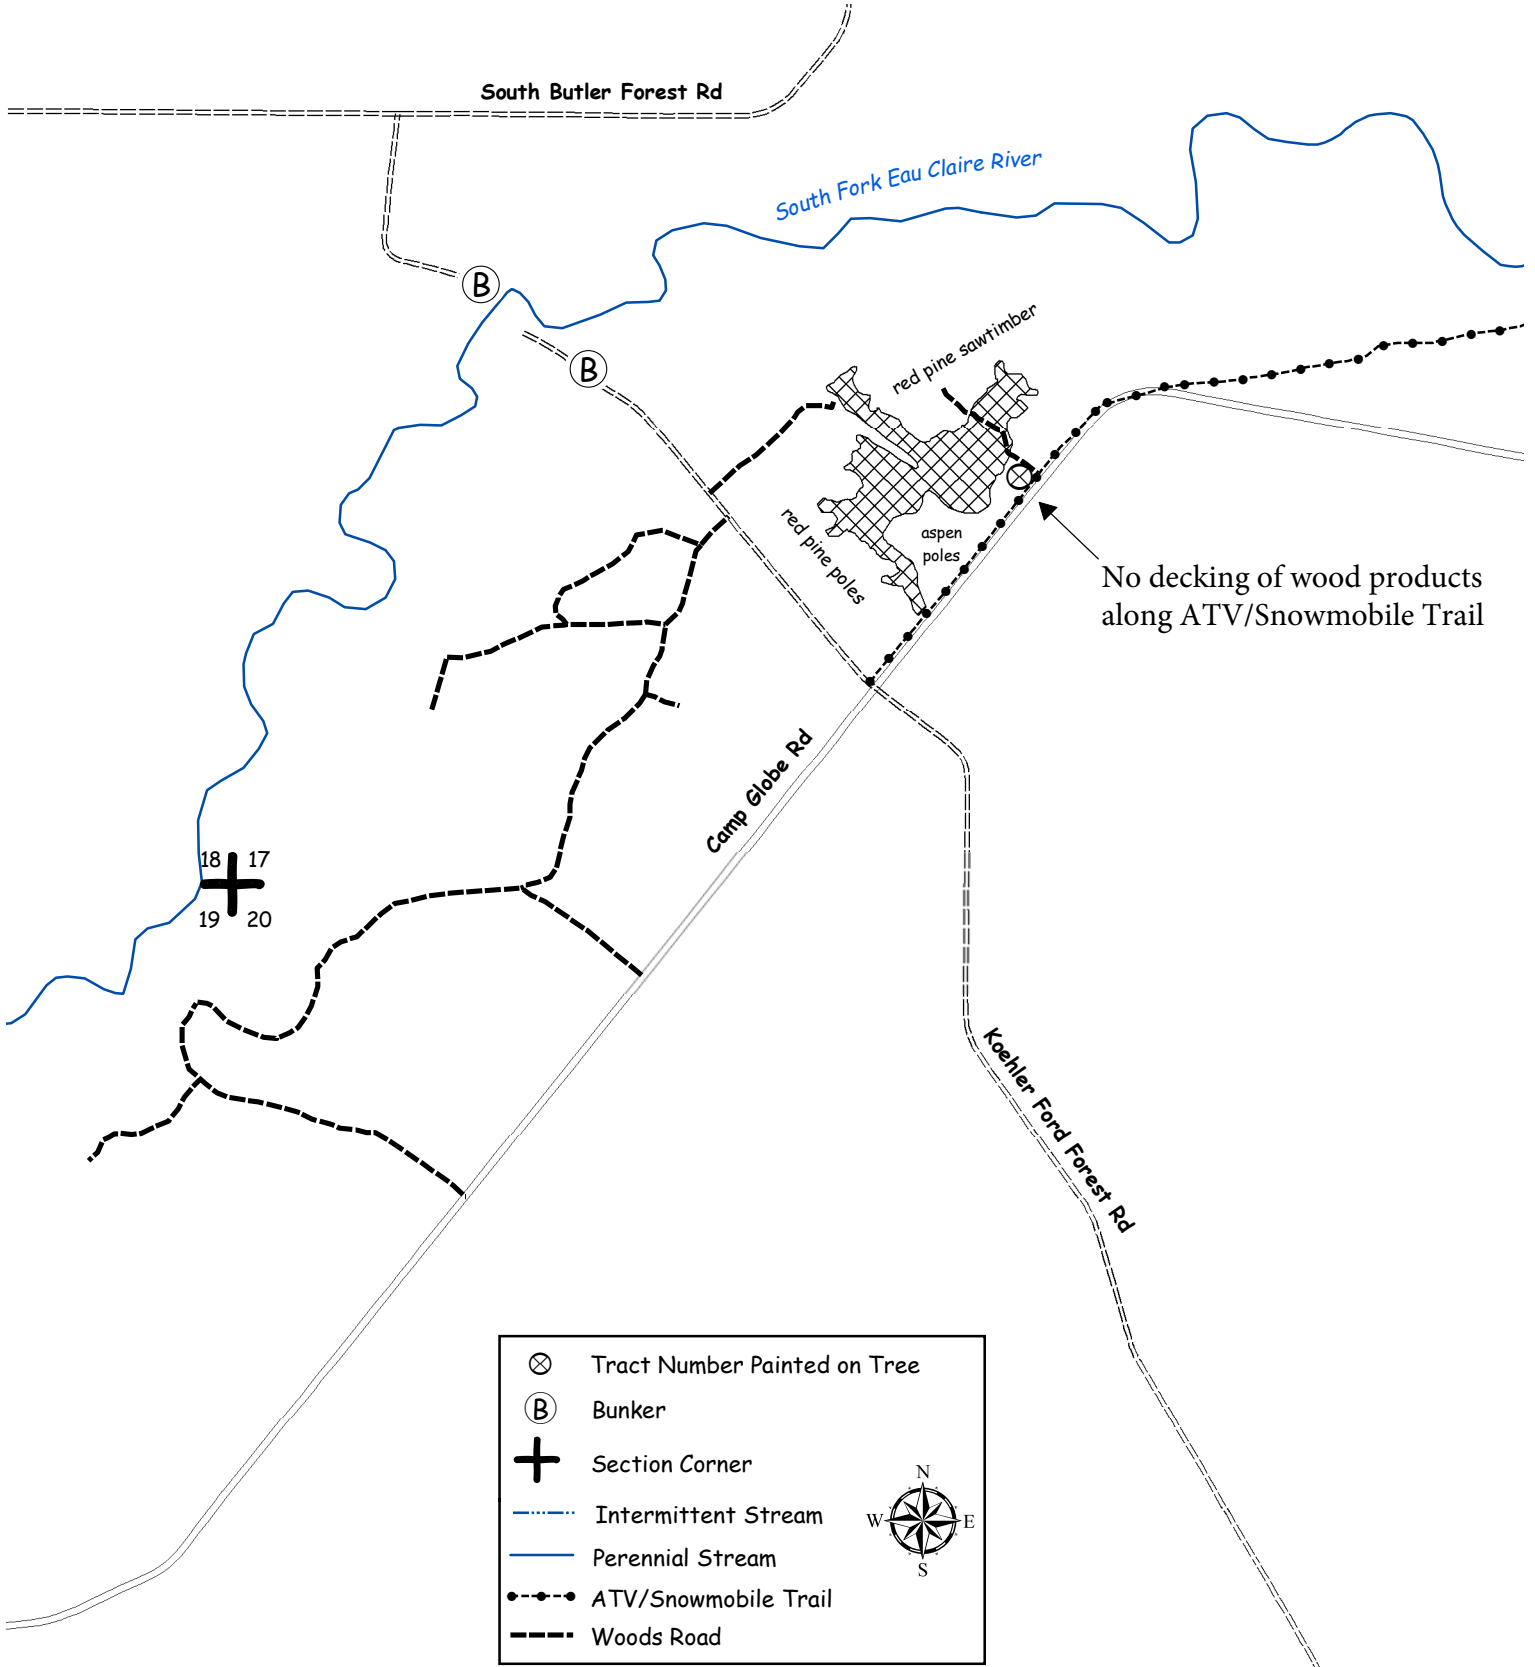 South Butler Forest Rd
South Fork Eau Claire River
B
B
red pine sawtimber
red pine poles
aspen
poles
No decking of wood products
along ATV/Snowmobile Trail
Camp Globe Rd
18 17
19 20
Koehler Ford Forest Rd
Tract Number Painted on Tree
B Bunker
Section Corner
Intermittent Stream
Perennial Stream
ATV/Snowmobile Trail
Woods Road
N
W E
S